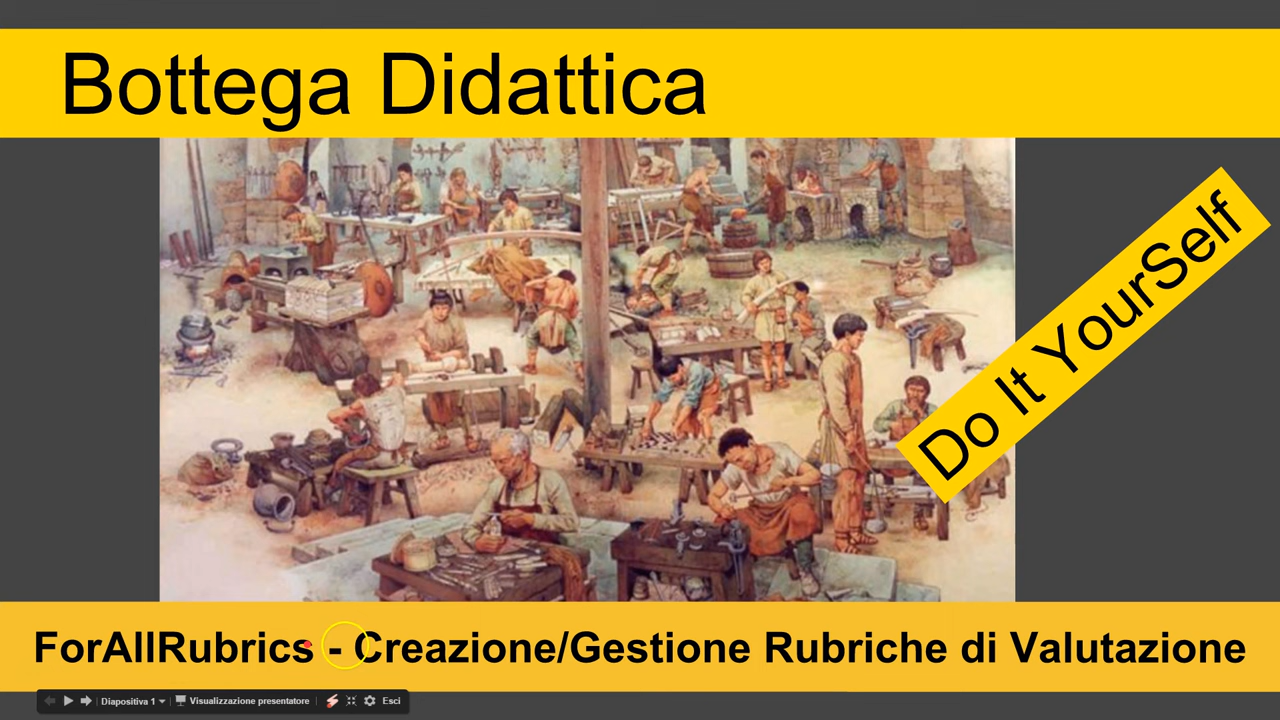 Bottega Didattica
Do It YourSelf
ForAllRubrics - Creazione/Gestione Rubriche di Valutazione
Diapositiva 1
Visualizzazione presentatore
Esci